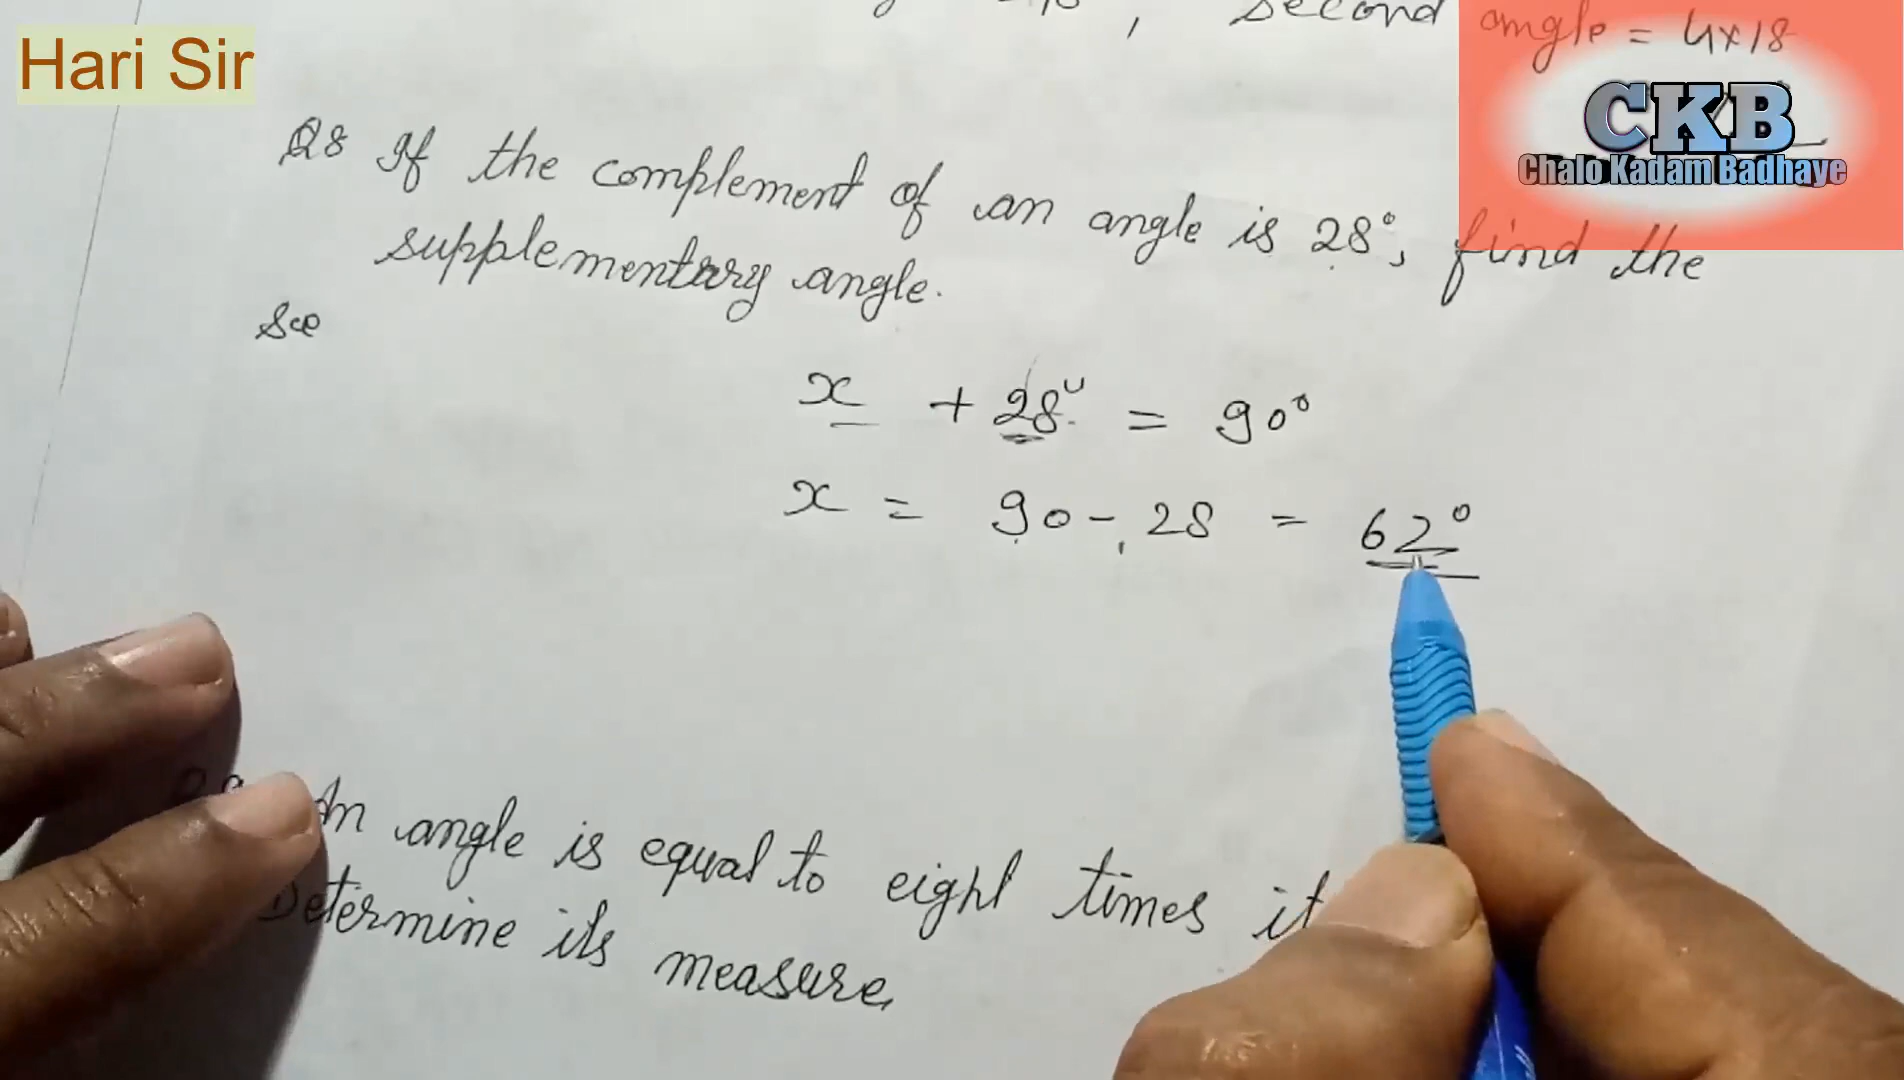 Second angle = 4×18
Hari Sir
CKB
Chalo Kadam Badhaye
Q8 If the complement of an angle is 28°, find the
supplementary angle.
x + 28° = 90°
x = 90 - 28 = 62°
An angle is equal to eight times
Determine its measure